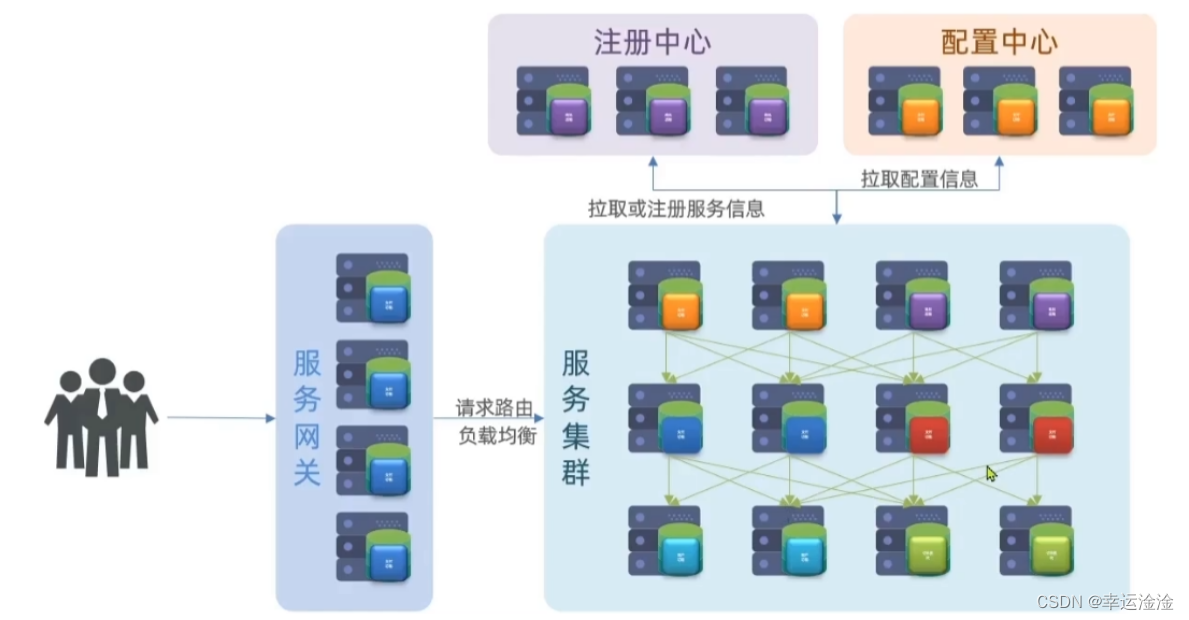 注册中心
配置中心
拉取配置信息
拉取或注册服务信息
服务网关
请求路由
负载均衡
服务集群
CSDN @幸运淦淦